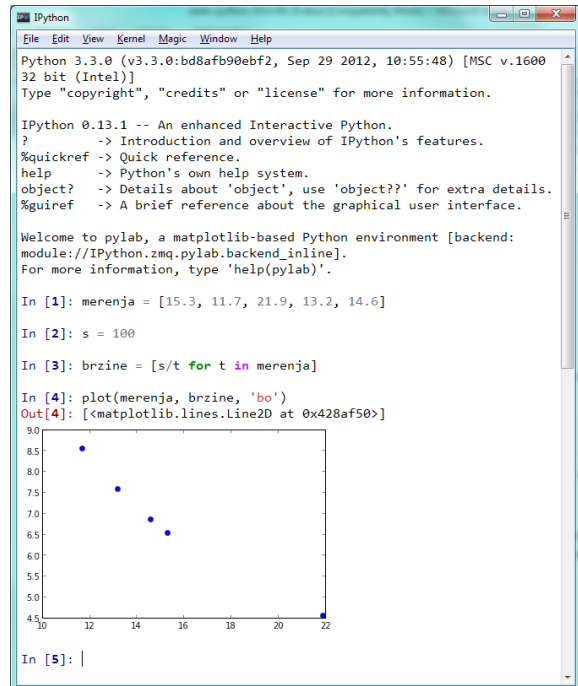 IPython
File Edit View Kernel Magic Window Help
Python 3.3.0 (v3.3.0:bd8afb90ebf2, Sep 29 2012, 10:55:48) [MSC v.1600
32 bit (Intel)]
Type "copyright", "credits" or "license" for more information.
IPython 0.13.1 -- An enhanced Interactive Python.
? -> Introduction and overview of IPython's features.
%quickref -> Quick reference.
help -> Python's own help system.
object? -> Details about 'object', use 'object??' for extra details.
%guiref -> A brief reference about the graphical user interface.
Welcome to pylab, a matplotlib-based Python environment [backend:
module://IPython.zmq.pylab.backend_inline].
For more information, type 'help(pylab)'.
In [1]: merenja = [15.3, 11.7, 21.9, 13.2, 14.6]
In [2]: s = 100
In [3]: brzine = [s/t for t in merenja]
In [4]: plot(merenja, brzine, 'bo')
Out[4]: [<matplotlib.lines.Line2D at 0x428af50>]
9.0
8.5
8.0
7.5
7.0
6.5
6.0
5.5
5.0
4.5
10 12 14 16 18 20 22
In [5]: